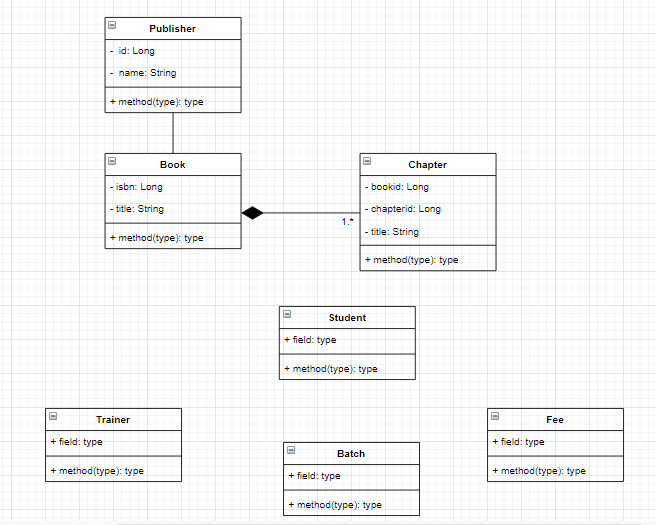 Publisher
- id: Long
- name: String
+ method(type): type
Book
- isbn: Long
- title: String
+ method(type): type
1.*
Chapter
- bookid: Long
- chapterid: Long
- title: String
+ method(type): type
Student
+ field: type
+ method(type): type
Trainer
+ field: type
+ method(type): type
Batch
+ field: type
+ method(type): type
Fee
+ field: type
+ method(type): type